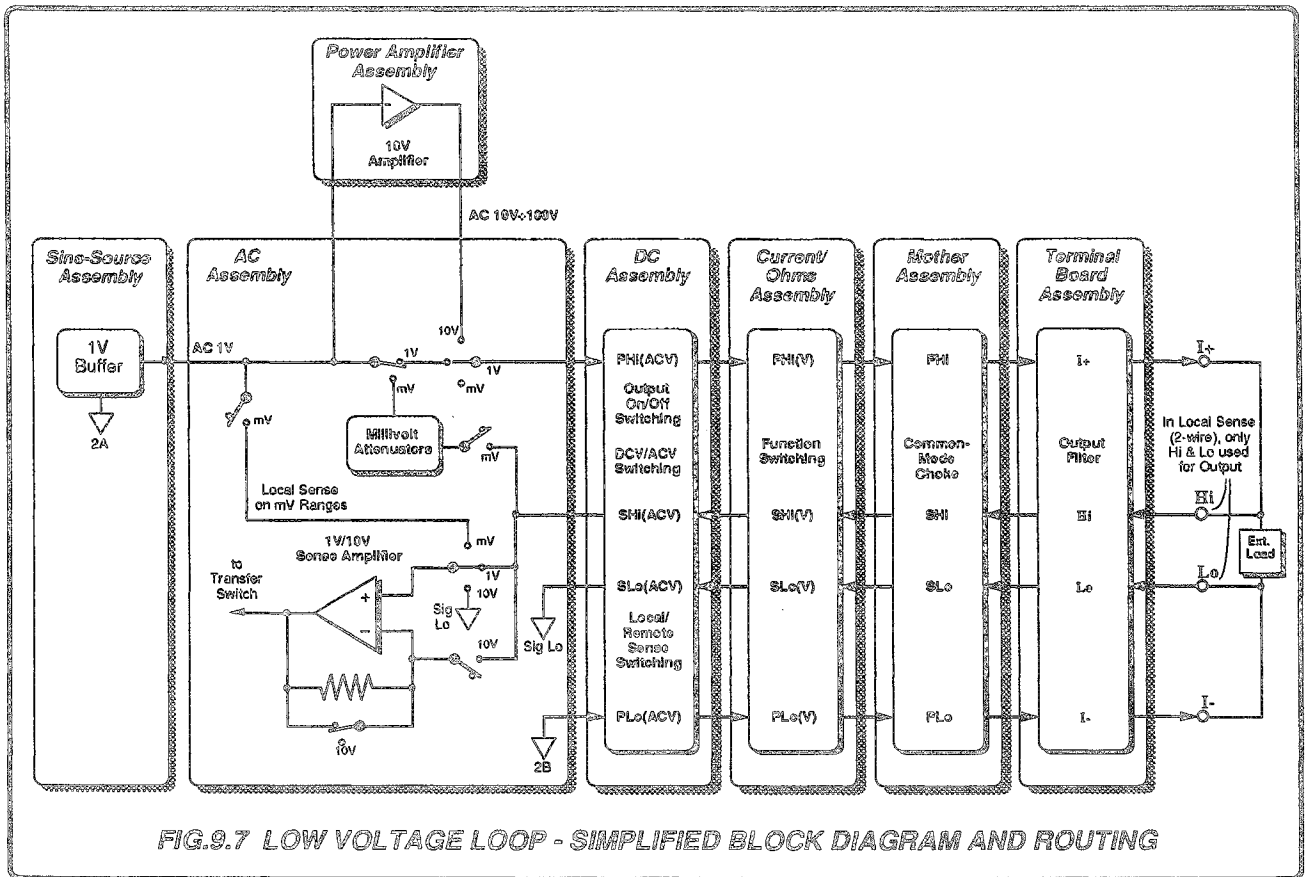 Power Amplifier
Assembly
10V
Amplifier
AC 10V÷100V
Sine-Source
Assembly
1V
Buffer
2A
AC
Assembly
AC 1V
1V
mV
10V
1V
mV
mV
Millivolt
Attenuators
mV
Local Sense
on mV Ranges
1V/10V
Sense Amplifier
to
Transfer
Switch
+
–
mV
1V
10V
Sig
Lo
10V
10V
Sig Lo
2B
DC
Assembly
PHi(ACV)
Output
On/Off
Switching
DCV/ACV
Switching
SHi(ACV)
SLo(ACV)
Local/
Remote
Sense
Switching
PLo(ACV)
Current/
Ohms
Assembly
PHi(V)
Function
Switching
SHi(V)
SLo(V)
PLo(V)
Mother
Assembly
PHi
Common-
Mode
Choke
SHi
SLo
PLo
Terminal
Board
Assembly
I+
Output
Filter
Hi
Lo
I-
I+
In Local Sense
(2-wire), only
Hi & Lo used
for Output
Hi
Ext.
Load
Lo
I-
FIG.9.7 LOW VOLTAGE LOOP - SIMPLIFIED BLOCK DIAGRAM AND ROUTING